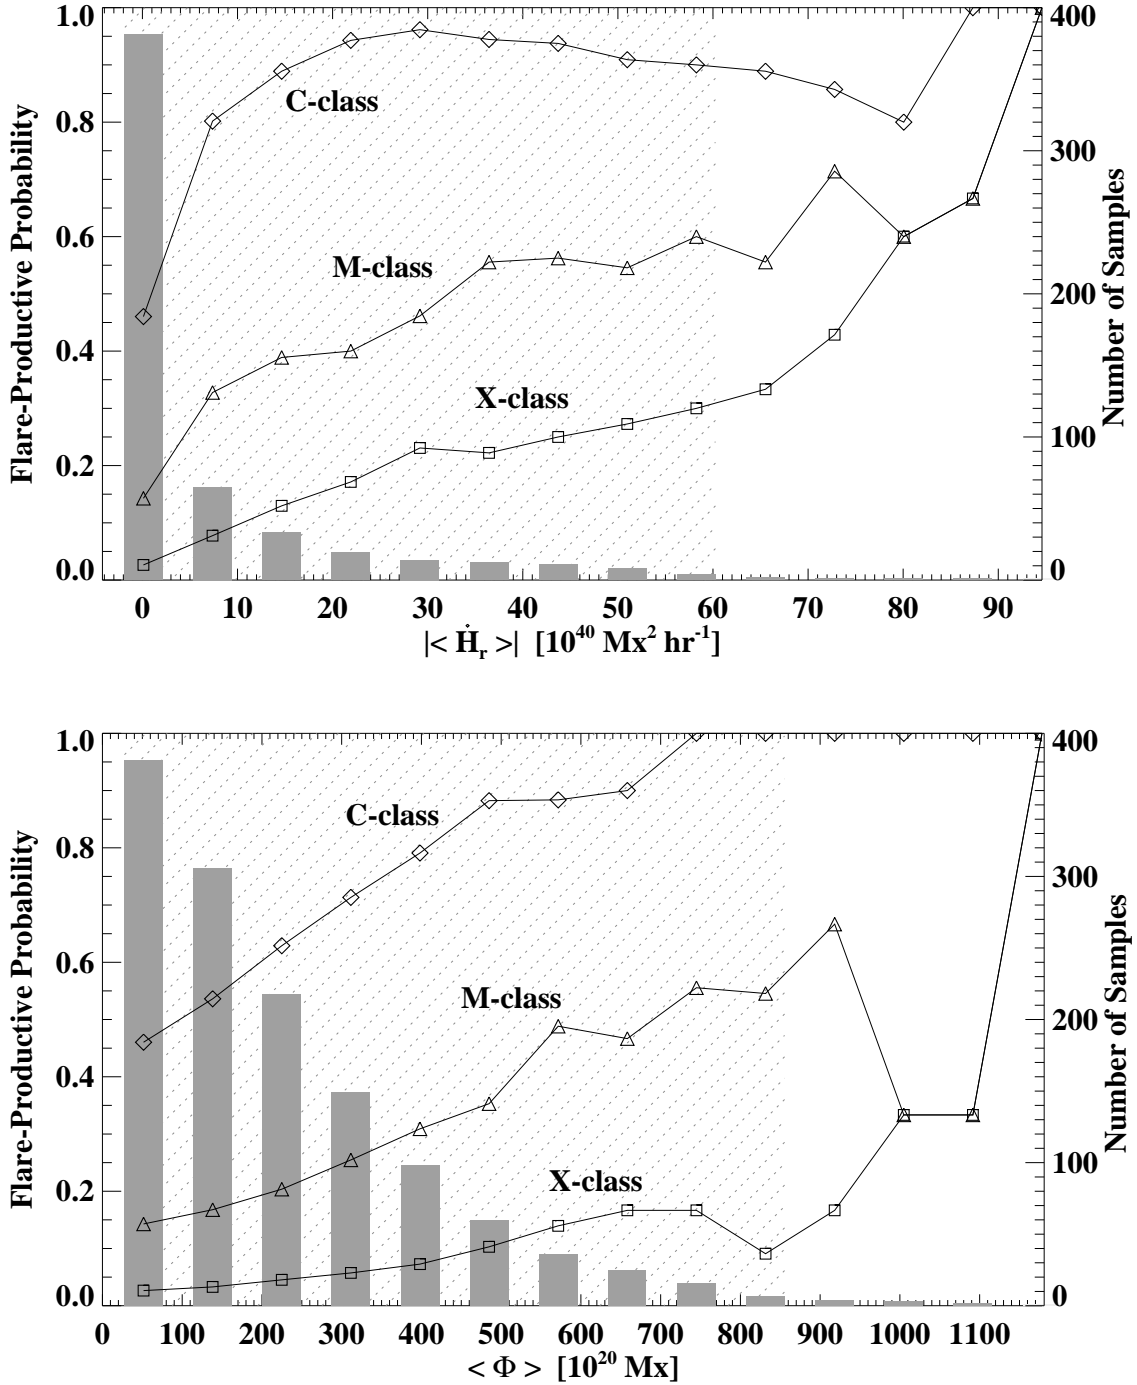 1.0
0.8
0.6
0.4
0.2
0.0
Flare-Productive Probability
400
300
200
100
0
Number of Samples
C-class
M-class
X-class
0 10 20 30 40 50 60 70 80 90
|< Ḣr >| [10^40 Mx^2 hr^-1]
1.0
0.8
0.6
0.4
0.2
0.0
Flare-Productive Probability
400
300
200
100
0
Number of Samples
C-class
M-class
X-class
0 100 200 300 400 500 600 700 800 900 1000 1100
< Φ > [10^20 Mx]